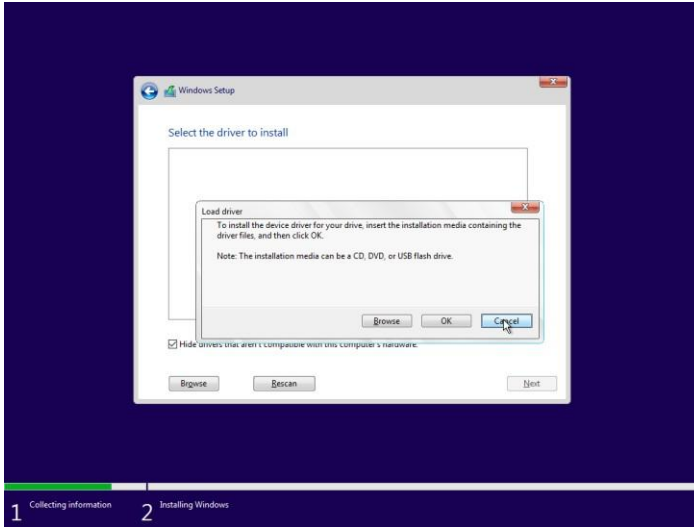 Windows Setup
Select the driver to install
Load driver
To install the device driver for your drive, insert the installation media containing the
driver files, and then click OK.
Note: The installation media can be a CD, DVD, or USB flash drive.
Browse OK Cancel
Hide drivers that aren't compatible with this computer's hardware.
Browse Rescan Next
1 Collecting information 2 Installing Windows